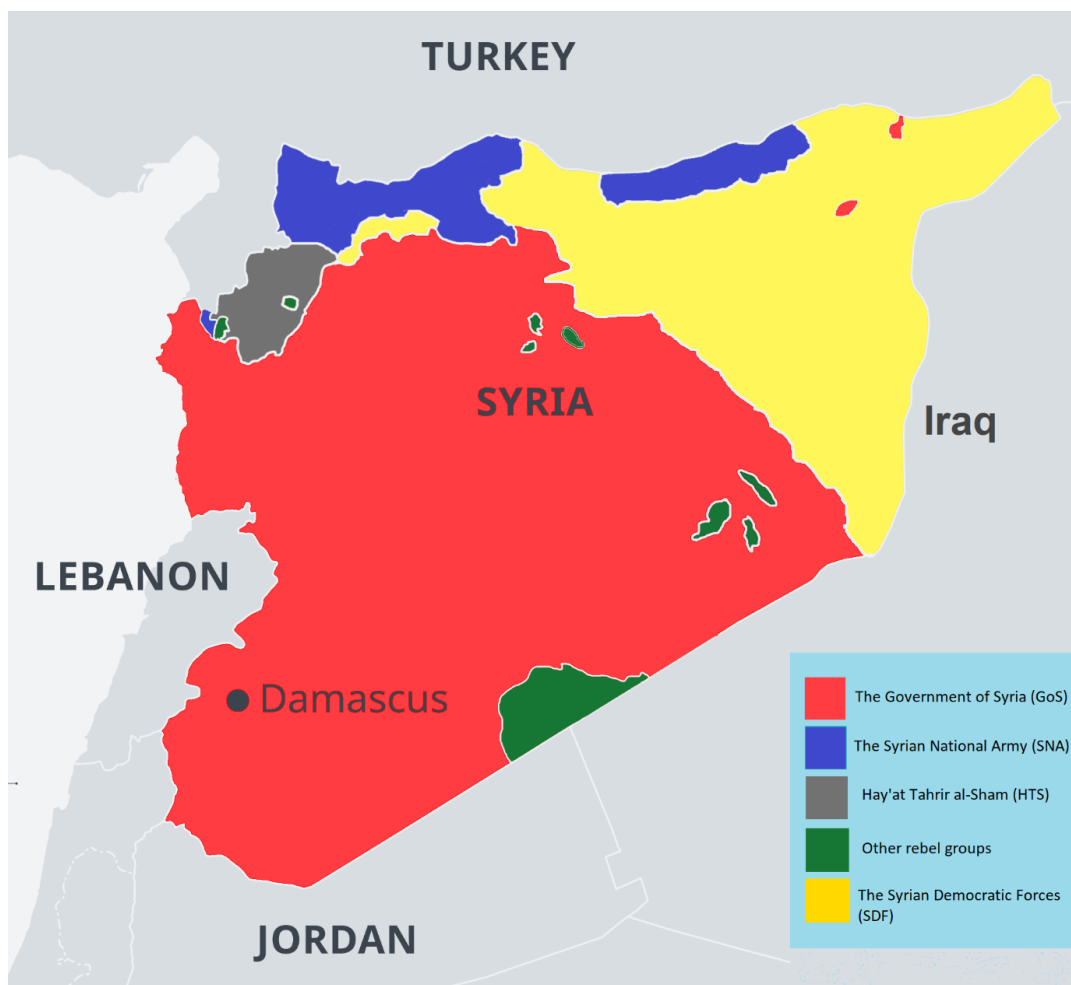 TURKEY
SYRIA
Iraq
LEBANON
Damascus
JORDAN
The Government of Syria (GoS)
The Syrian National Army (SNA)
Hay'at Tahrir al-Sham (HTS)
Other rebel groups
The Syrian Democratic Forces
(SDF)